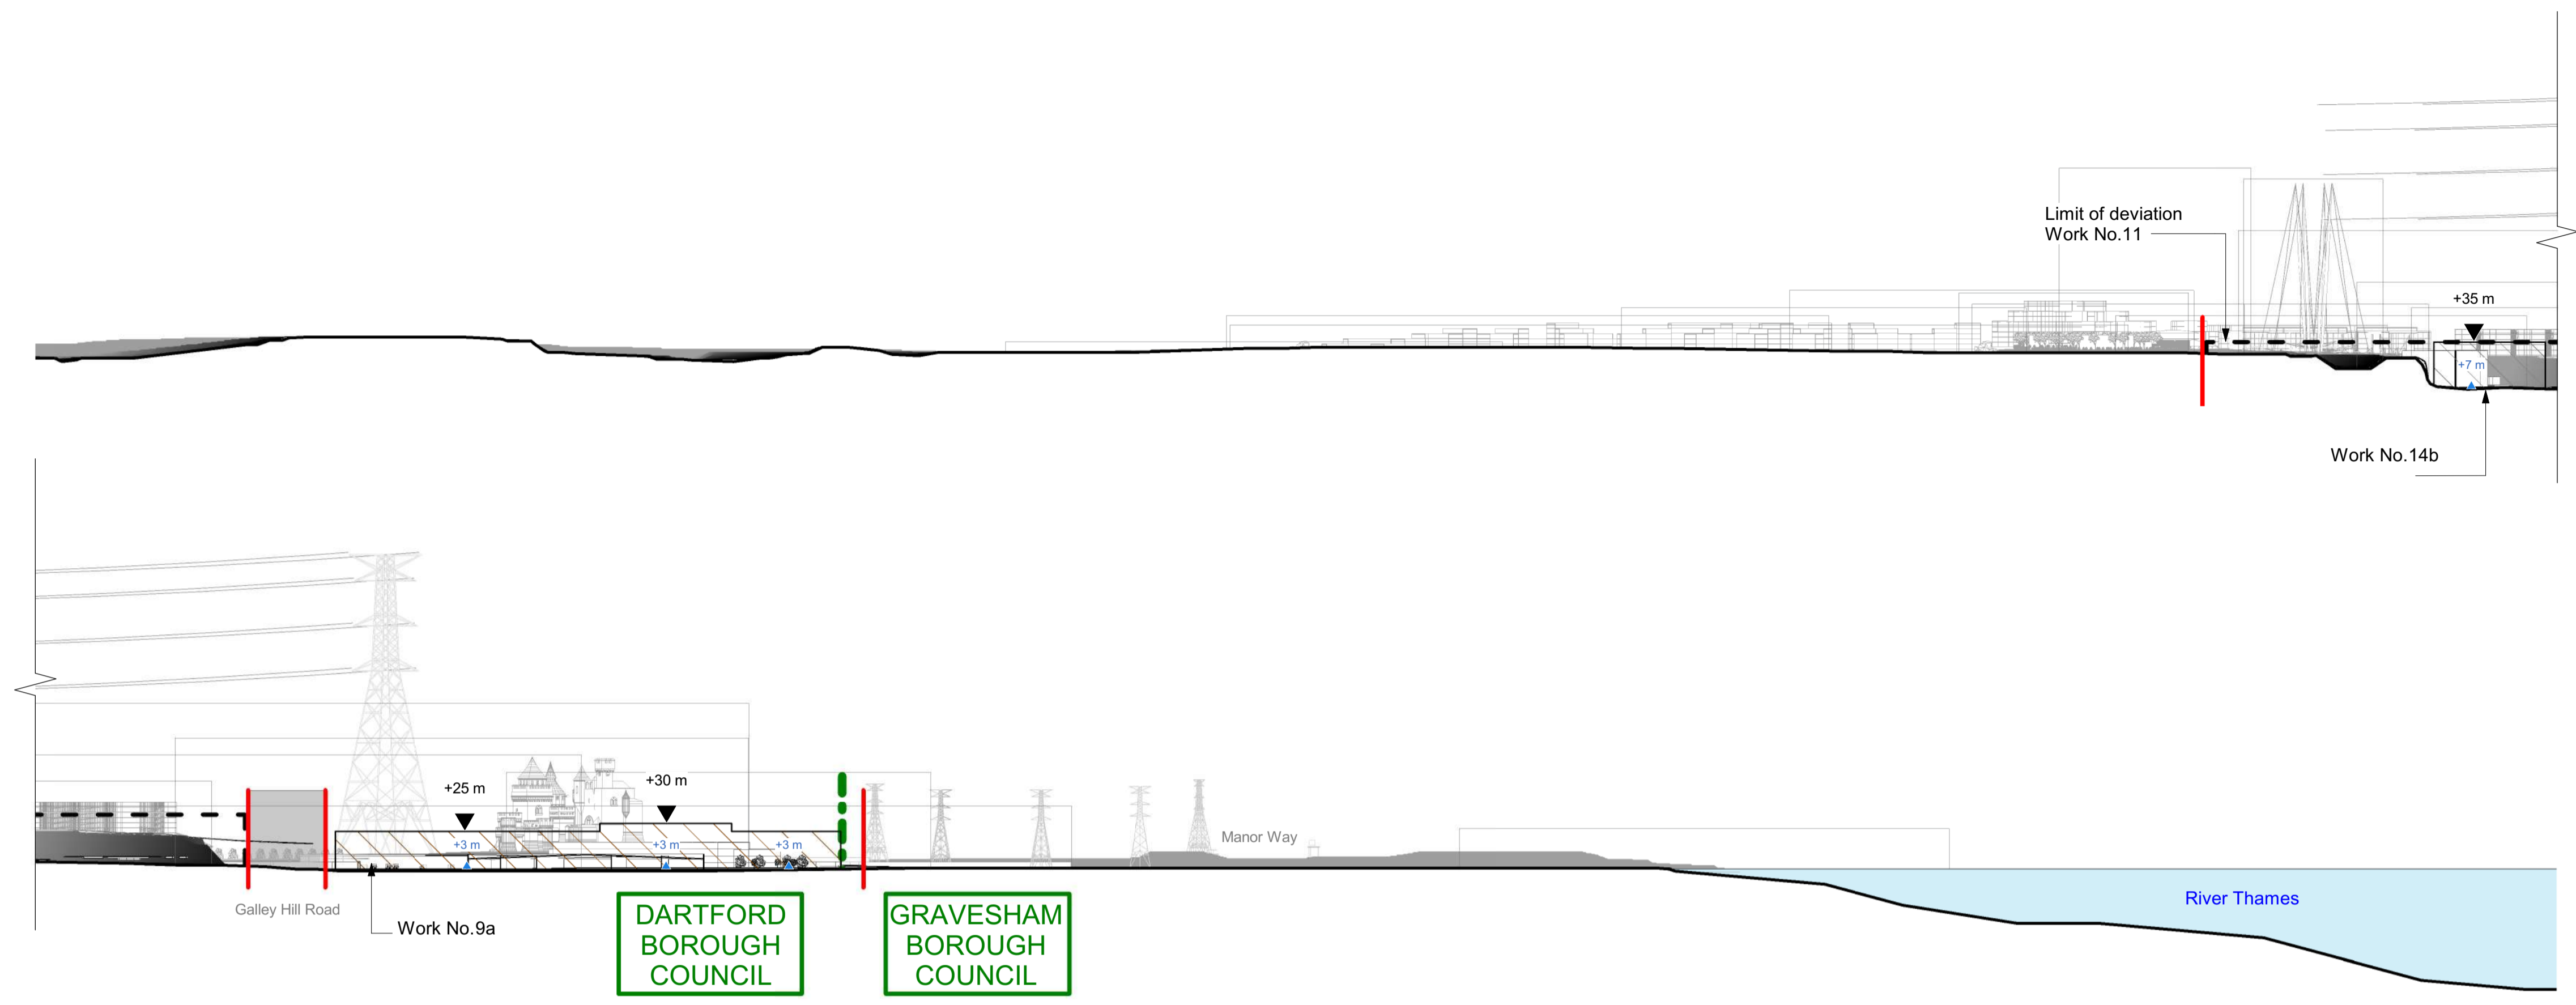 Limit of deviation
Work No.11
+35 m
+7 m
Work No.14b
+25 m
+30 m
+3 m
+3 m
+3 m
Manor Way
Galley Hill Road
Work No.9a
DARTFORD
BOROUGH
COUNCIL
GRAVESHAM
BOROUGH
COUNCIL
River Thames